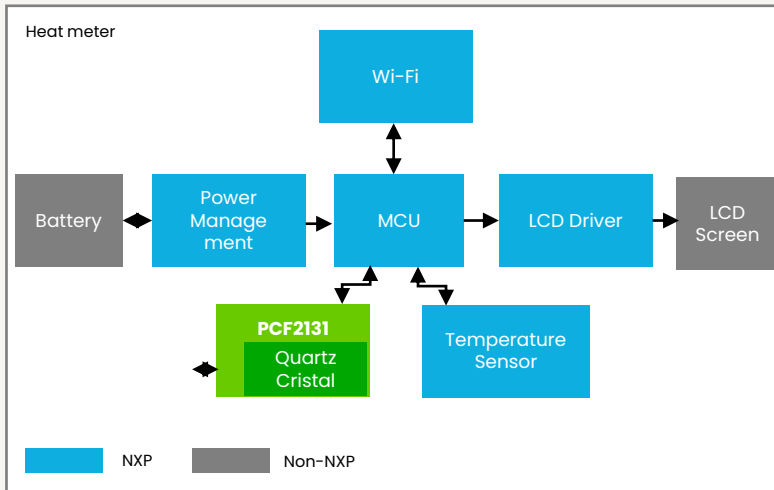 Heat meter
Wi-Fi
Battery
Power
Manage
ment
MCU
LCD Driver
LCD
Screen
PCF2131
Quartz
Cristal
Temperature
Sensor
NXP
Non-NXP